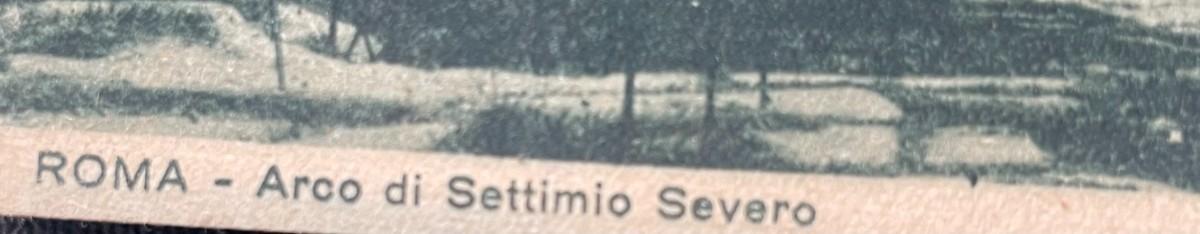 ROMA - Arco di Settimio Severo